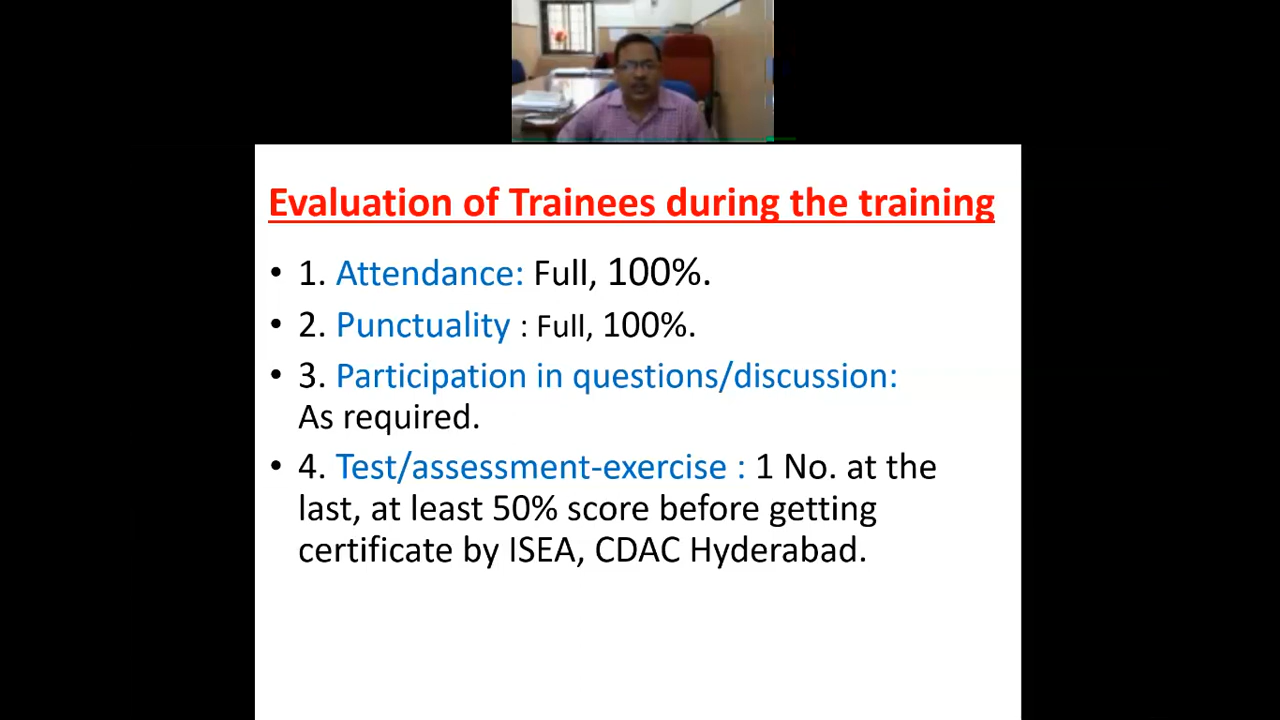 Evaluation of Trainees during the training
• 1. Attendance: Full, 100%.
• 2. Punctuality : Full, 100%.
• 3. Participation in questions/discussion:
As required.
• 4. Test/assessment-exercise : 1 No. at the
last, at least 50% score before getting
certificate by ISEA, CDAC Hyderabad.